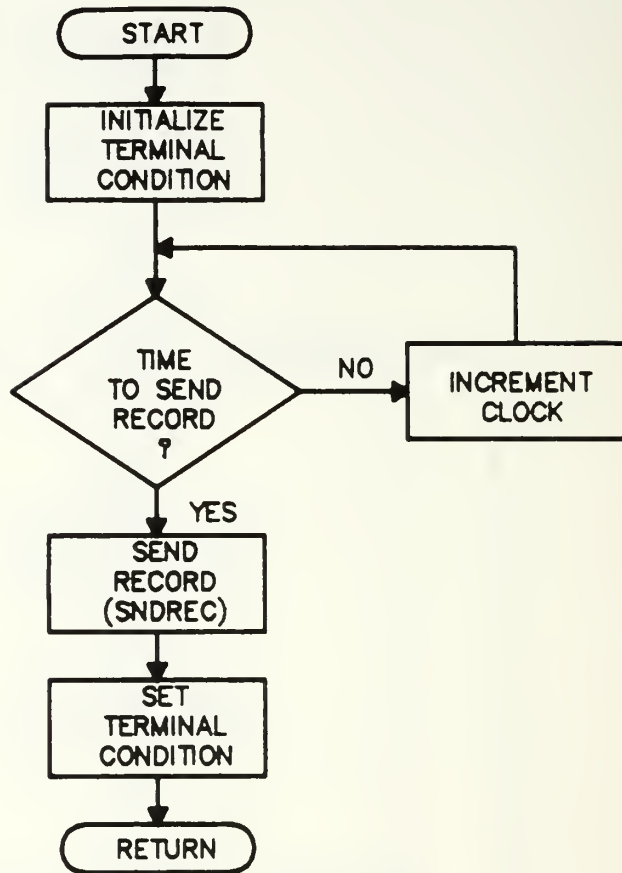 START
INITIALIZE
TERMINAL
CONDITION
TIME
TO SEND
RECORD
?
NO
INCREMENT
CLOCK
YES
SEND
RECORD
(SNDREC)
SET
TERMINAL
CONDITION
RETURN